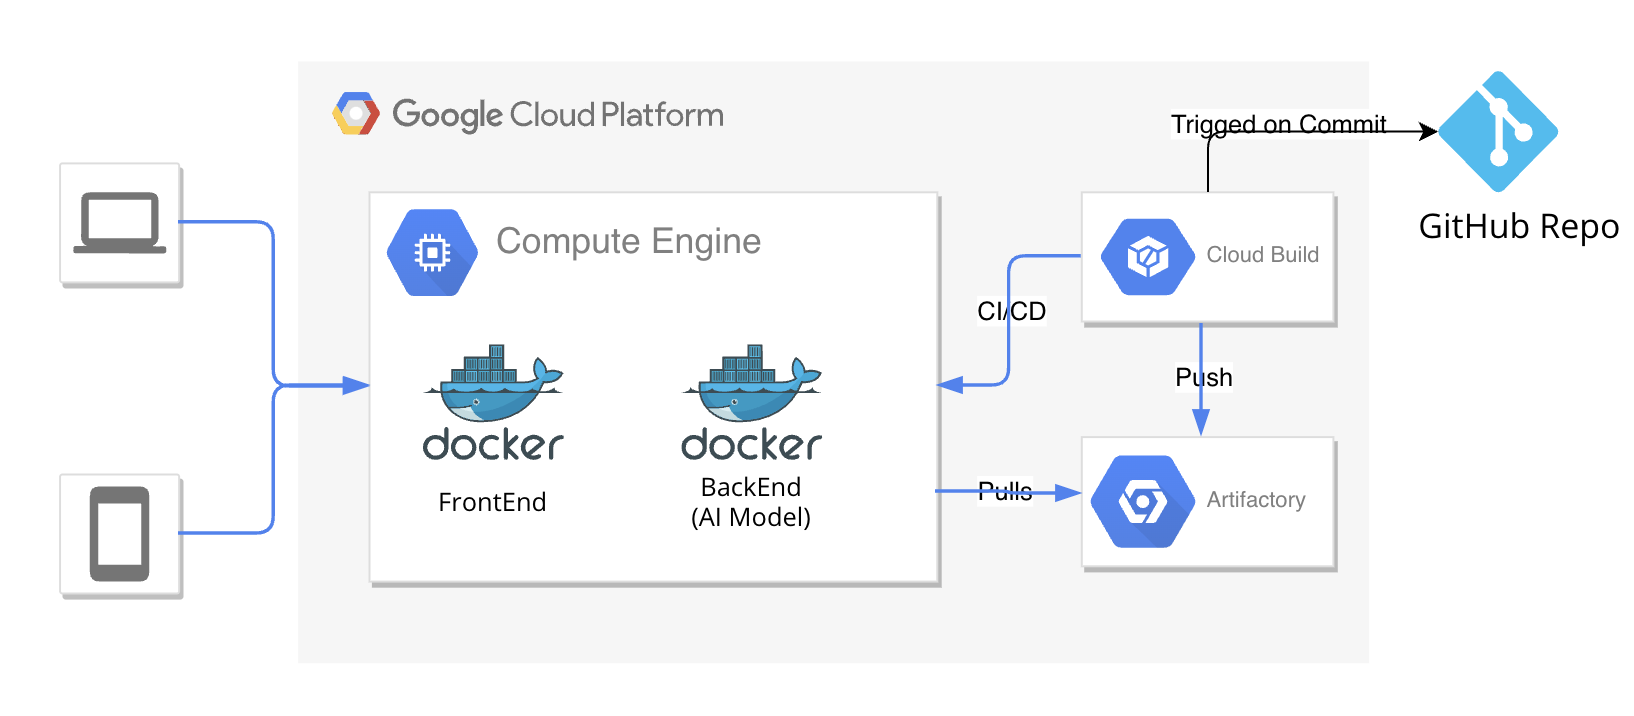 Google Cloud Platform
Trigged on Commit
GitHub Repo
Compute Engine
Cloud Build
CI/CD
Push
docker
docker
FrontEnd
BackEnd
(AI Model)
Pulls
Artifactory